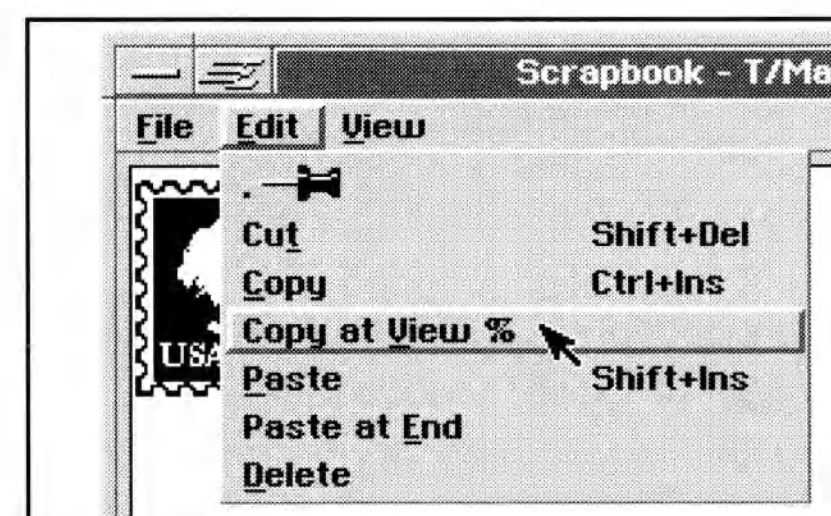 Scrapbook - T/Ma
File Edit View
Cut Shift+Del
Copy Ctrl+Ins
Copy at View %
Paste Shift+Ins
Paste at End
Delete
USA